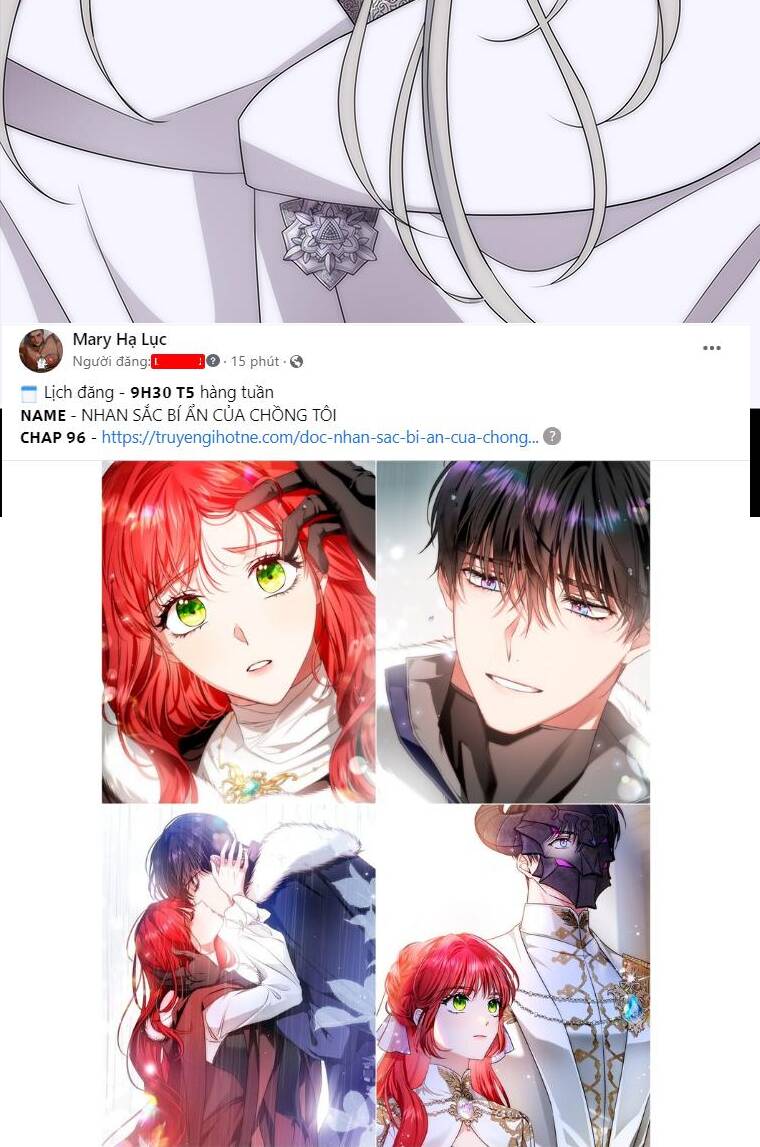 Mary Hạ Lục
Người đăng: · 15 phút ·
Lịch đăng - 9H30 T5 hàng tuần
NAME - NHAN SẮC BÍ ẨN CỦA CHỒNG TÔI
CHAP 96 - https://truyengihotne.com/doc-nhan-sac-bi-an-cua-chong... ?